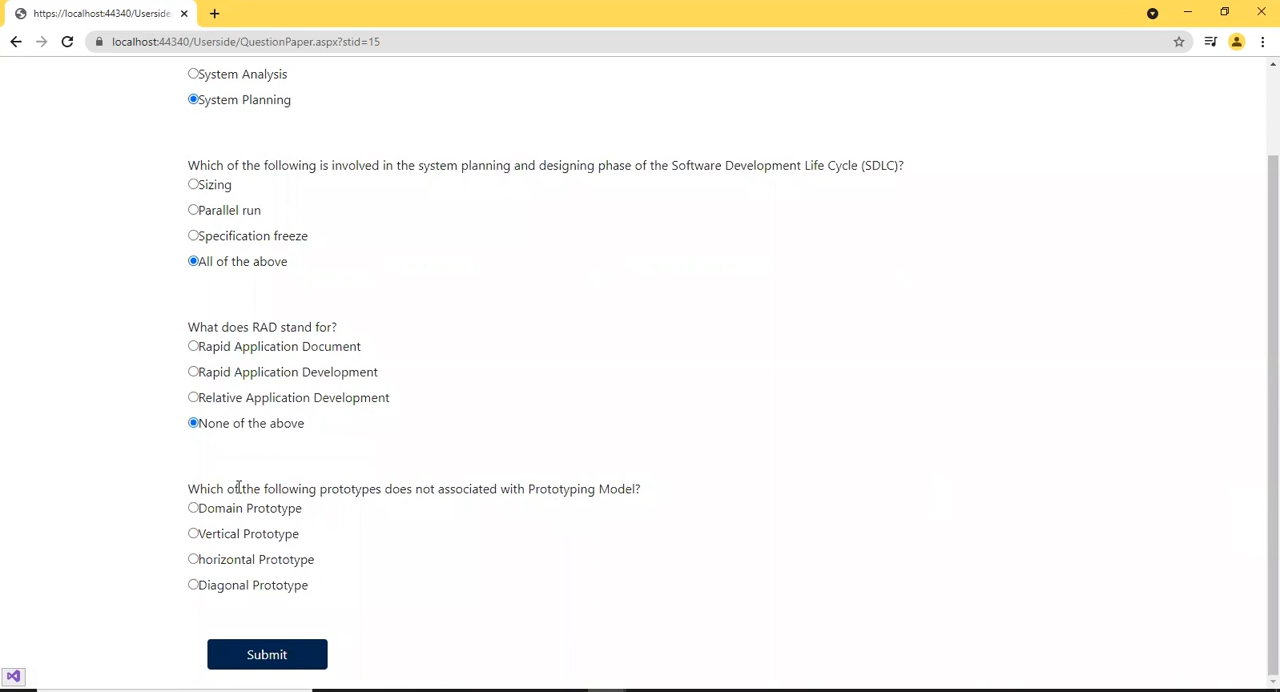 https://localhost:44340/Userside
localhost:44340/Userside/QuestionPaper.aspx?stid=15
System Analysis
System Planning
Which of the following is involved in the system planning and designing phase of the Software Development Life Cycle (SDLC)?
Sizing
Parallel run
Specification freeze
All of the above
What does RAD stand for?
Rapid Application Document
Rapid Application Development
Relative Application Development
None of the above
Which of the following prototypes does not associated with Prototyping Model?
Domain Prototype
Vertical Prototype
horizontal Prototype
Diagonal Prototype
Submit